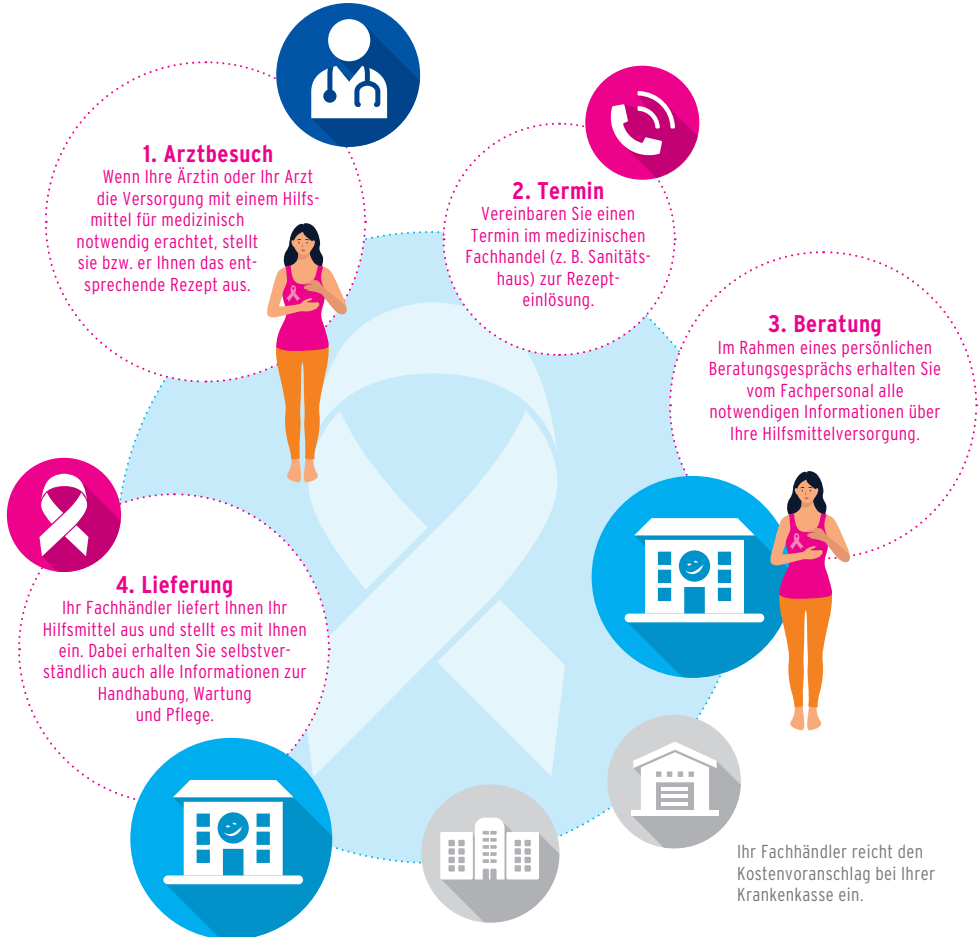 1. Arztbesuch
Wenn Ihre Ärztin oder Ihr Arzt
die Versorgung mit einem Hilfs-
mittel für medizinisch
notwendig erachtet, stellt
sie bzw. er Ihnen das ent-
sprechende Rezept aus.
2. Termin
Vereinbaren Sie einen
Termin im medizinischen
Fachhandel (z. B. Sanitäts-
haus) zur Rezept-
einlösung.
3. Beratung
Im Rahmen eines persönlichen
Beratungsgesprächs erhalten Sie
vom Fachpersonal alle
notwendigen Informationen über
Ihre Hilfsmittelversorgung.
4. Lieferung
Ihr Fachhändler liefert Ihnen Ihr
Hilfsmittel aus und stellt es mit Ihnen
ein. Dabei erhalten Sie selbstver-
ständlich auch alle Informationen zur
Handhabung, Wartung
und Pflege.
Ihr Fachhändler reicht den
Kostenvoranschlag bei Ihrer
Krankenkasse ein.